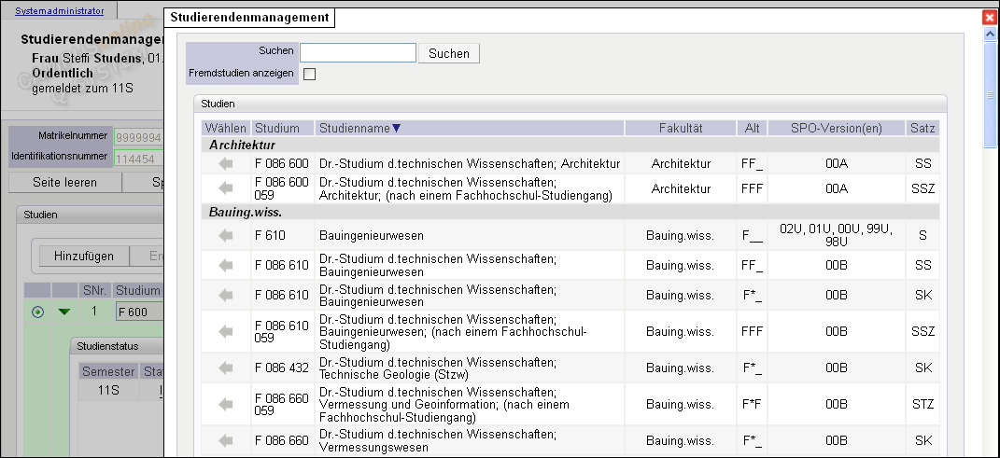 Systemadministrator
Studierendenmanagem
Frau Steffi Studens, 01.
Ordentlich
gemeldet zum 11S
Matrikelnummer 9999994
Identifikationsnummer 114454
Seite leeren
Studien
Hinzufügen
SNr. Studium
1 F 600
Studienstatus
Semester
11S
Studierendenmanagement
Suchen Suchen
Fremdstudien anzeigen
Studien
Wählen Studium Studienname Fakultät Alt SPO-Version(en) Satz
Architektur
F 086 600 Dr.-Studium d.technischen Wissenschaften; Architektur Architektur FF_ 00A SS
F 086 600 Dr.-Studium d.technischen Wissenschaften;
059 Architektur; (nach einem Fachhochschul-Studiengang) Architektur FFF 00A SSZ
Bauing.wiss.
F 610 Bauingenieurwesen Bauing.wiss. F__ 02U, 01U, 00U, 99U, S
98U
F 086 610 Dr.-Studium d.technischen Wissenschaften; Bauing.wiss. FF_ 00B SS
Bauingenieurwesen
F 086 610 Dr.-Studium d.technischen Wissenschaften; Bauing.wiss. F*_ 00B SK
Bauingenieurwesen
F 086 610 Dr.-Studium d.technischen Wissenschaften;
059 Bauingenieurwesen; (nach einem Fachhochschul- Bauing.wiss. FFF 00B SSZ
Studiengang)
F 086 432 Dr.-Studium d.technischen Wissenschaften; Bauing.wiss. F*_ 00B SK
Technische Geologie (Stzw)
F 086 660 Dr.-Studium d.technischen Wissenschaften;
059 Vermessung und Geoinformation; (nach einem Bauing.wiss. F*F 00B STZ
Fachhochschul-Studiengang)
F 086 660 Dr.-Studium d.technischen Wissenschaften; Bauing.wiss. F*_ 00B SK
Vermessungswesen